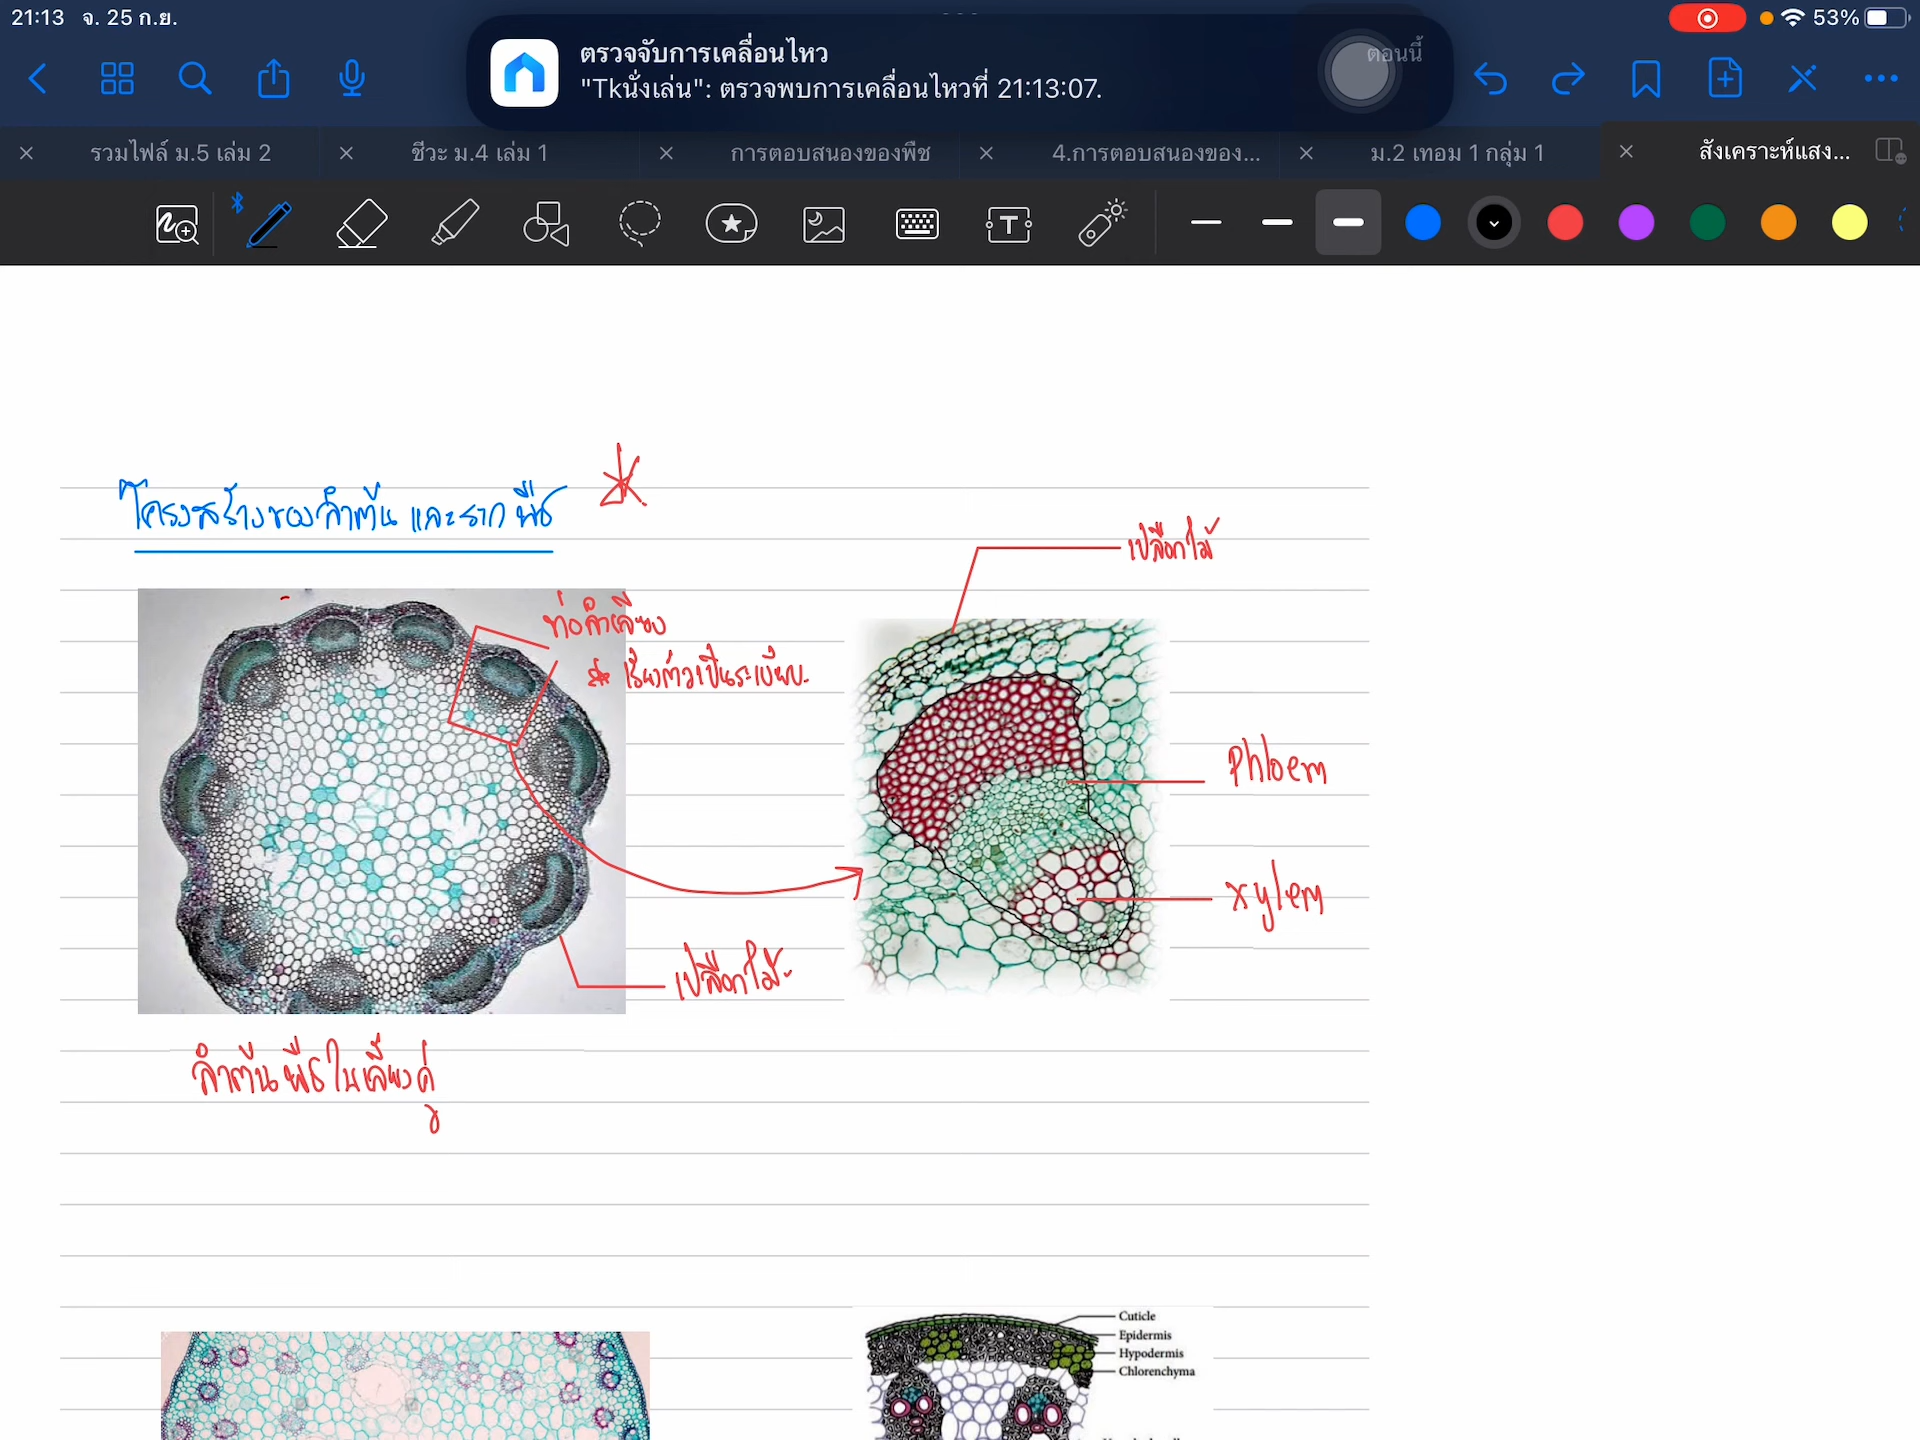 21:13 จ. 25 ก.ย.
53%
ตรวจจับการเคลื่อนไหว
ตอนนี้
"Tkนั่งเล่น": ตรวจพบการเคลื่อนไหวที่ 21:13:07.
รวมไฟล์ ม.5 เล่ม 2
ชีวะ ม.4 เล่ม 1
การตอบสนองของพืช
4.การตอบสนองของ...
ม.2 เทอม 1 กลุ่ม 1
สังเคราะห์แสง...
โครงสร้างของลำต้น และราก พืช
เปลือกไม้
ท่อลำเลียง
เรียงตัวเป็นระเบียบ
Phloem
xylem
เปลือกไม้
ลำต้นพืชใบเลี้ยงคู่
Cuticle
Epidermis
Hypodermis
Chlorenchyma